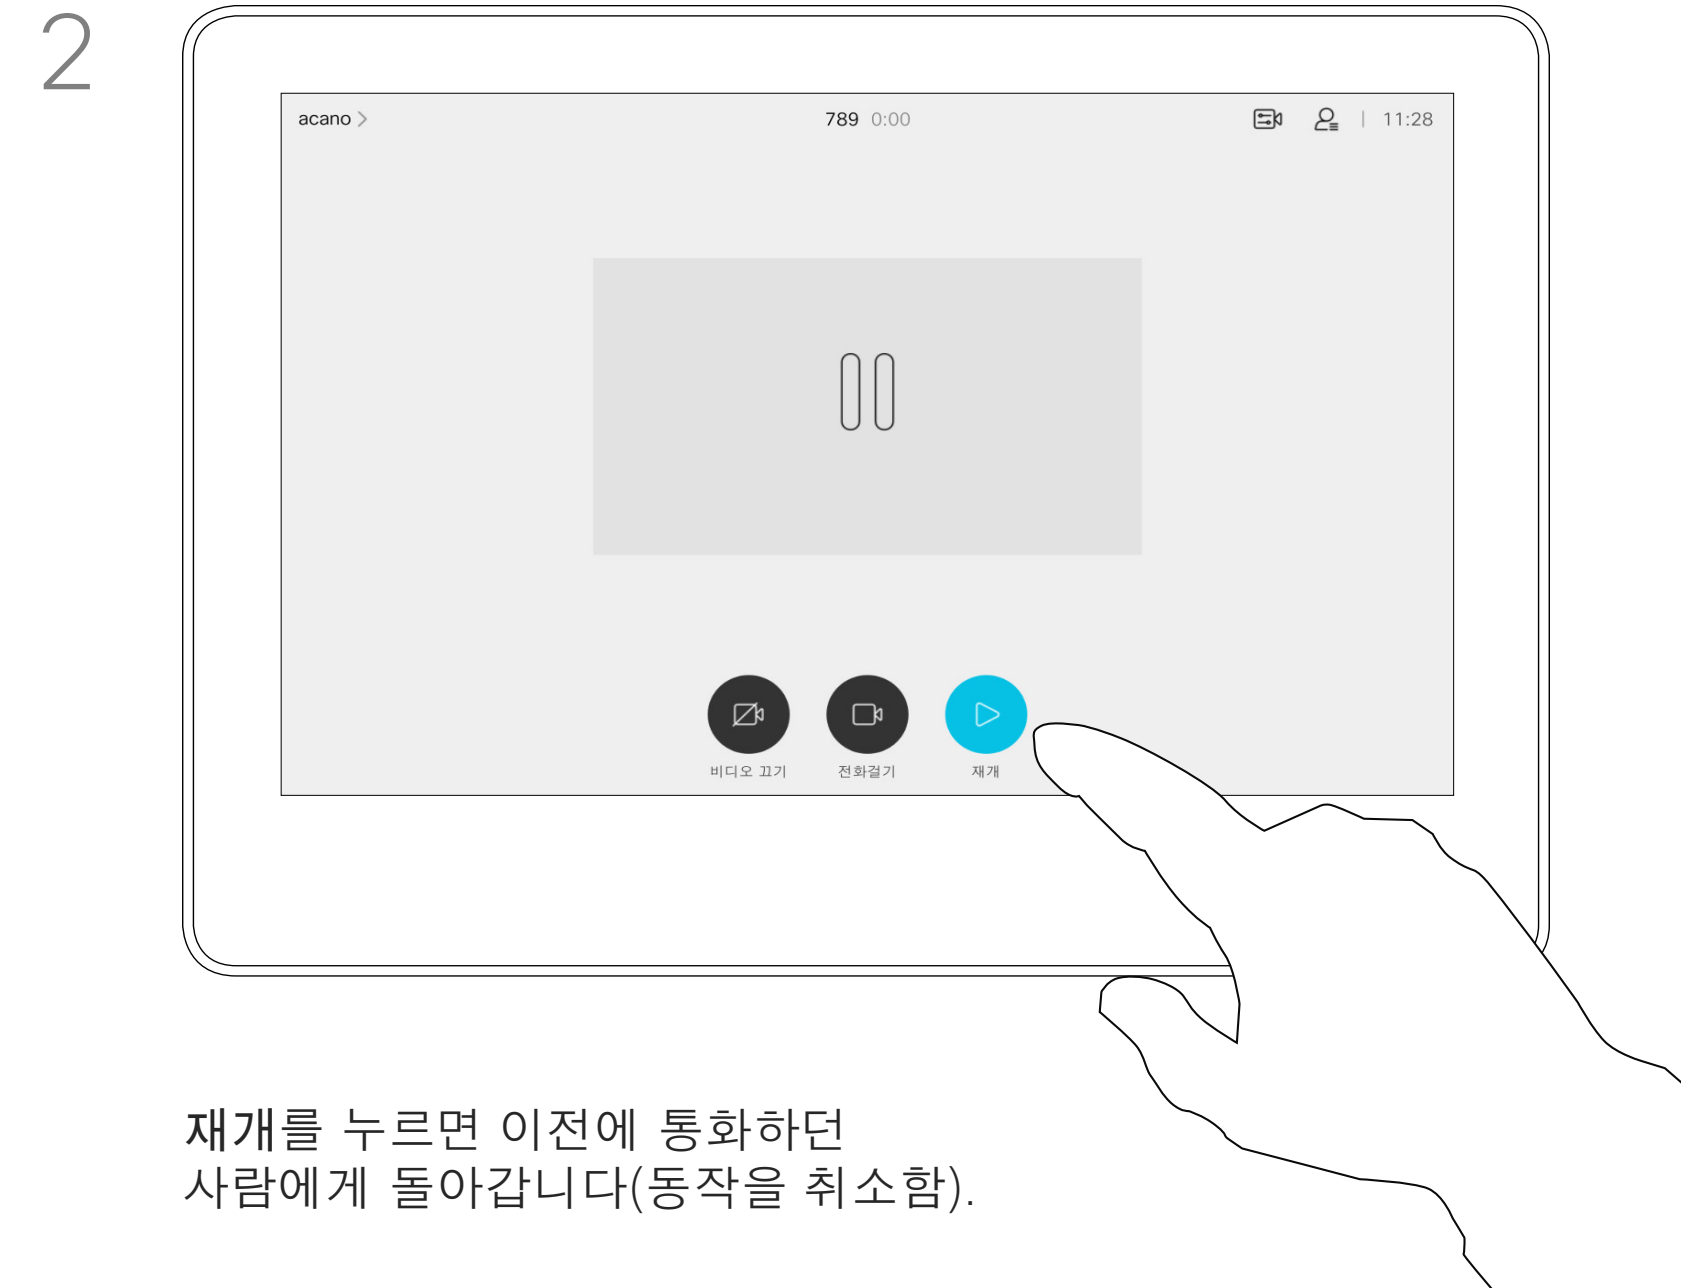 2
acano >
789 0:00
11:28
비디오 끄기
전화걸기
재개
재개를 누르면 이전에 통화하던
사람에게 돌아갑니다(동작을 취소함).